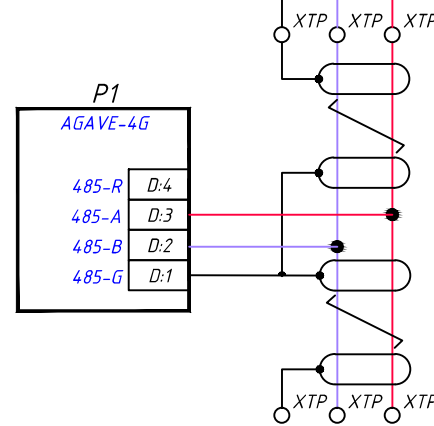 XTP XTP XTP
P1
AGAVE-4G
485-R D:4
485-A D:3
485-B D:2
485-G D:1
XTP XTP XTP